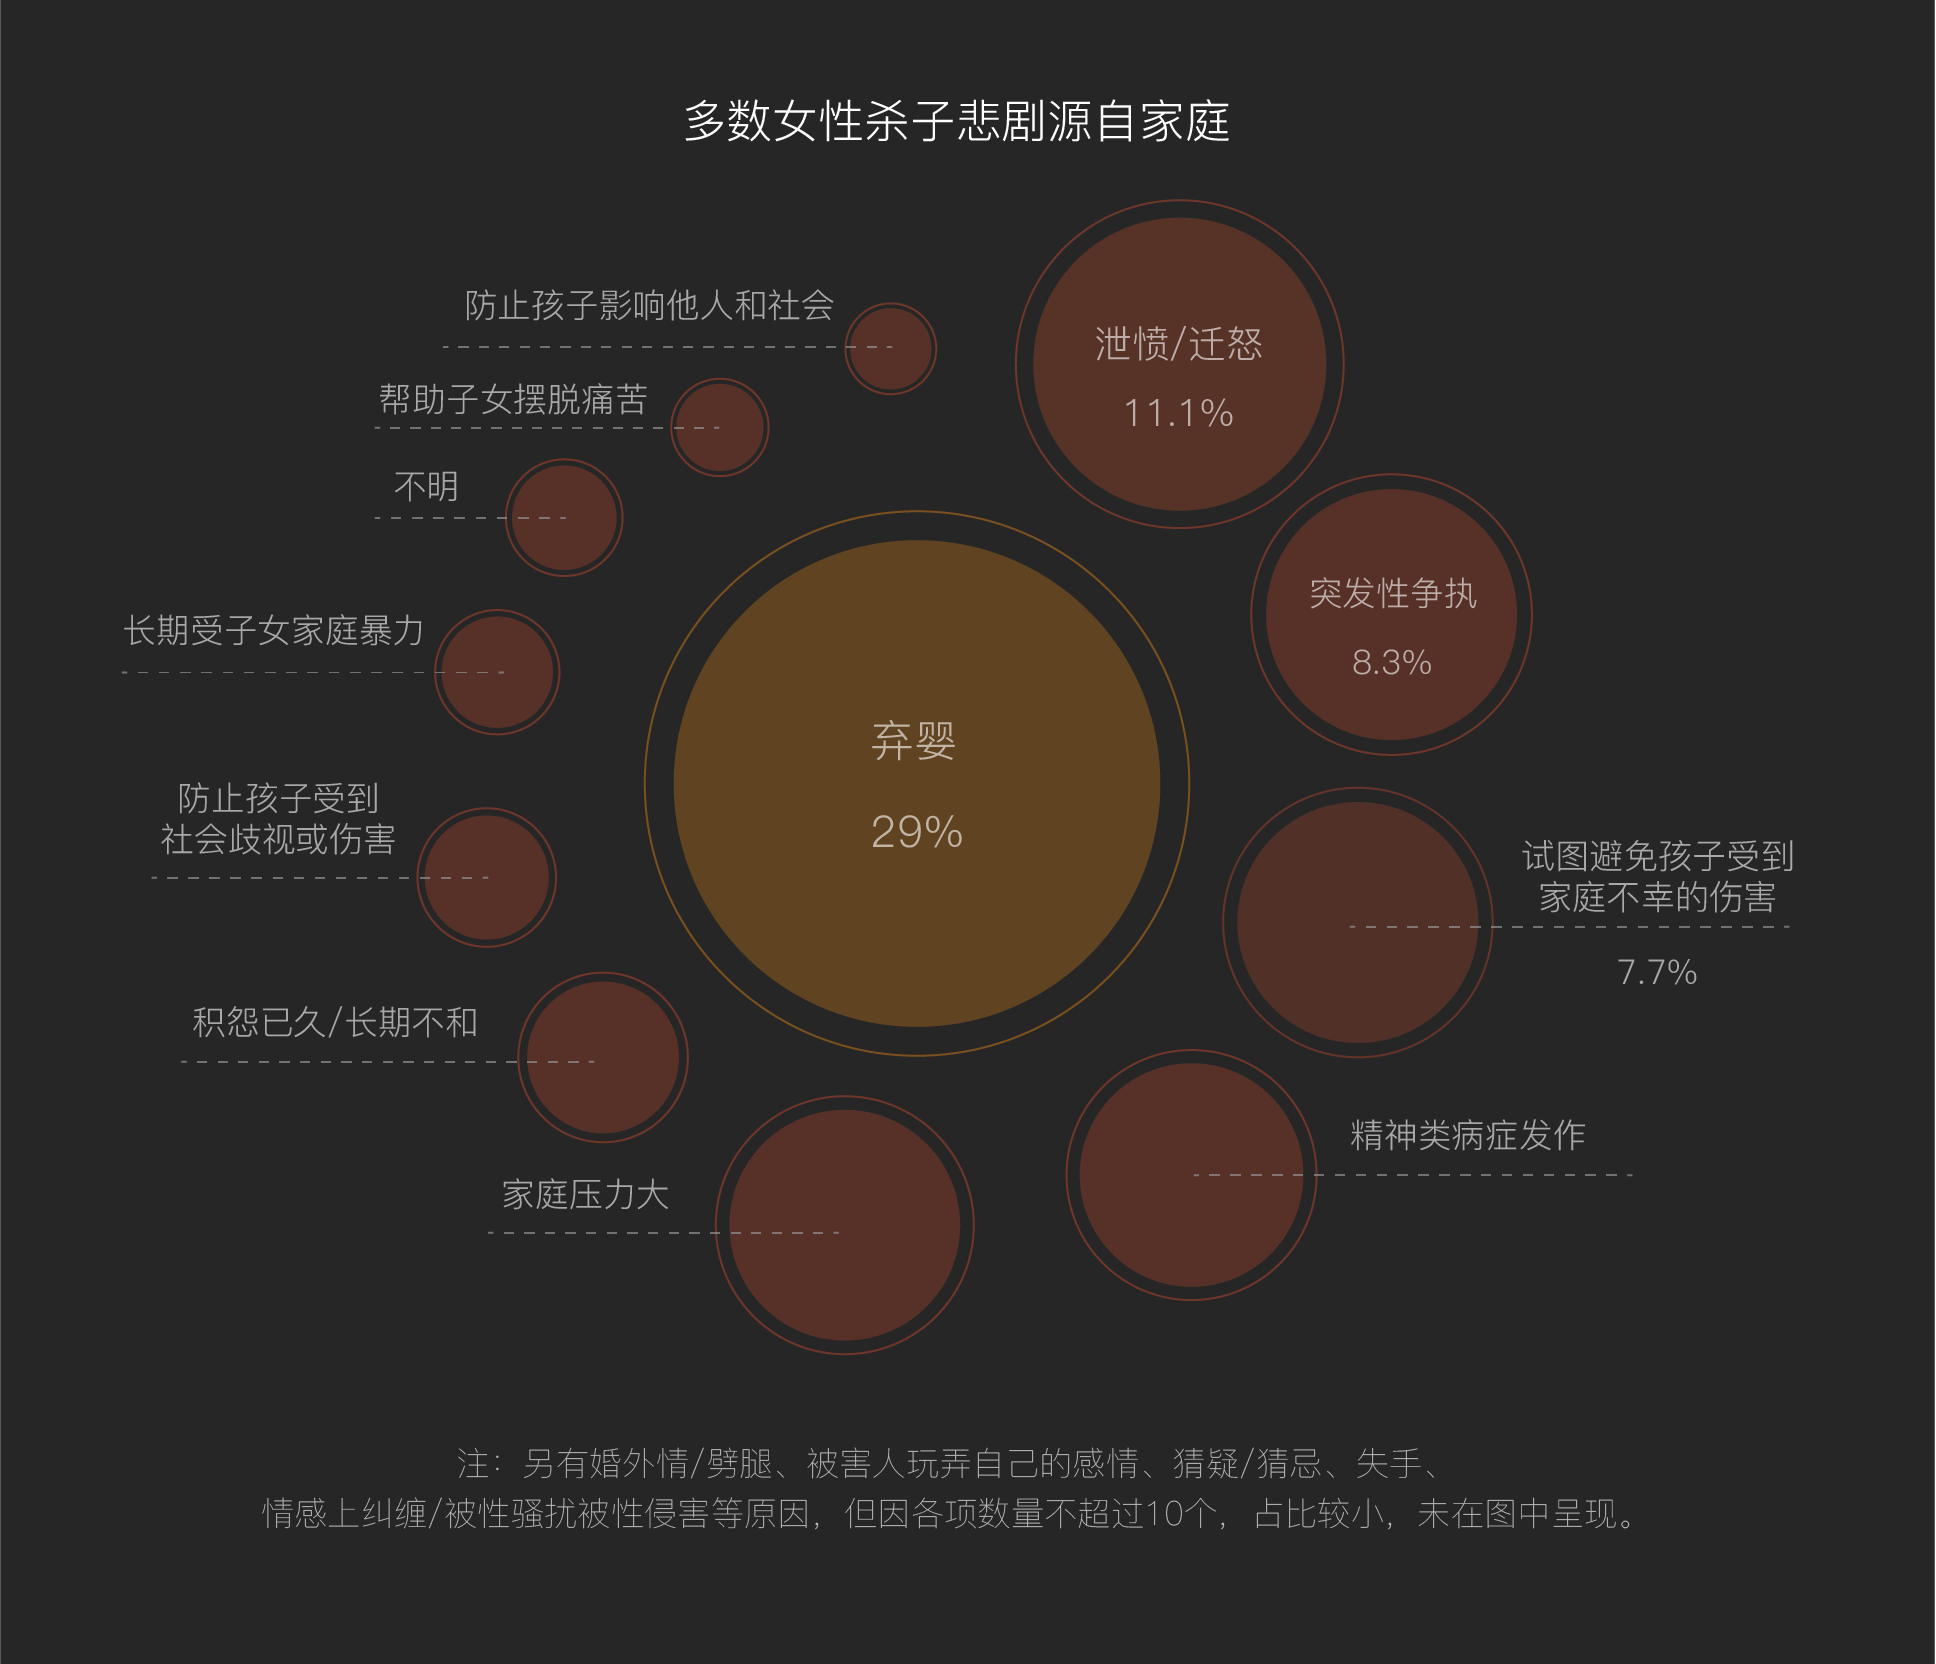 多数女性杀子悲剧源自家庭
防止孩子影响他人和社会
泄愤/迁怒
11.1%
帮助子女摆脱痛苦
不明
突发性争执
8.3%
长期受子女家庭暴力
弃婴
29%
防止孩子受到
社会歧视或伤害
试图避免孩子受到
家庭不幸的伤害
7.7%
积怨已久/长期不和
精神类病症发作
家庭压力大
注：另有婚外情/劈腿、被害人玩弄自己的感情、猜疑/猜忌、失手、
情感上纠缠/被性骚扰被性侵害等原因，但因各项数量不超过10个，占比较小，未在图中呈现。